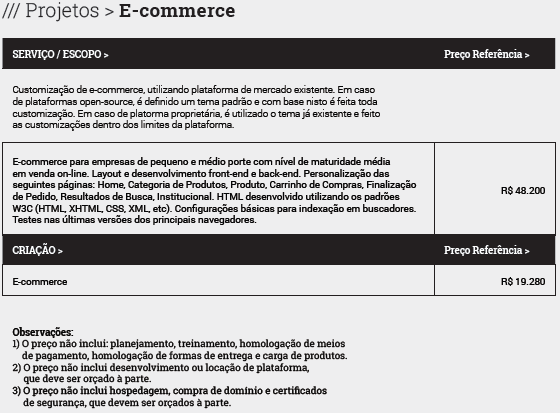 /// Projetos > E-commerce
SERVIÇO / ESCOPO > Preço Referência >
Customização de e-commerce, utilizando plataforma de mercado existente. Em caso
de plataformas open-source, é definido um tema padrão e com base nisto é feita toda
customização. Em caso de platorma proprietária, é utilizado o tema já existente e feito
as customizações dentro dos limites da plataforma.
E-commerce para empresas de pequeno e médio porte com nível de maturidade média
em venda on-line. Layout e desenvolvimento front-end e back-end. Personalização das
seguintes páginas: Home, Categoria de Produtos, Produto, Carrinho de Compras, Finalização
de Pedido, Resultados de Busca, Institucional. HTML desenvolvido utilizando os padrões
W3C (HTML, XHTML, CSS, XML, etc). Configurações básicas para indexação em buscadores.
Testes nas últimas versões dos principais navegadores.
R$ 48.200
CRIAÇÃO > Preço Referência >
E-commerce R$ 19.280
Observações:
1) O preço não inclui: planejamento, treinamento, homologação de meios
de pagamento, homologação de formas de entrega e carga de produtos.
2) O preço não inclui desenvolvimento ou locação de plataforma,
que deve ser orçado à parte.
3) O preço não inclui hospedagem, compra de domínio e certificados
de segurança, que devem ser orçados à parte.